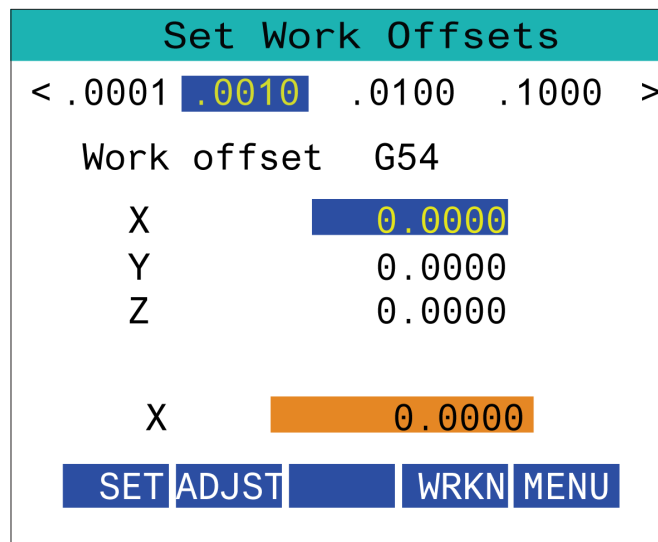 Set Work Offsets
< .0001 .0010 .0100 .1000 >
Work offset G54
X 0.0000
Y 0.0000
Z 0.0000
X 0.0000
SET ADJST WRKN MENU